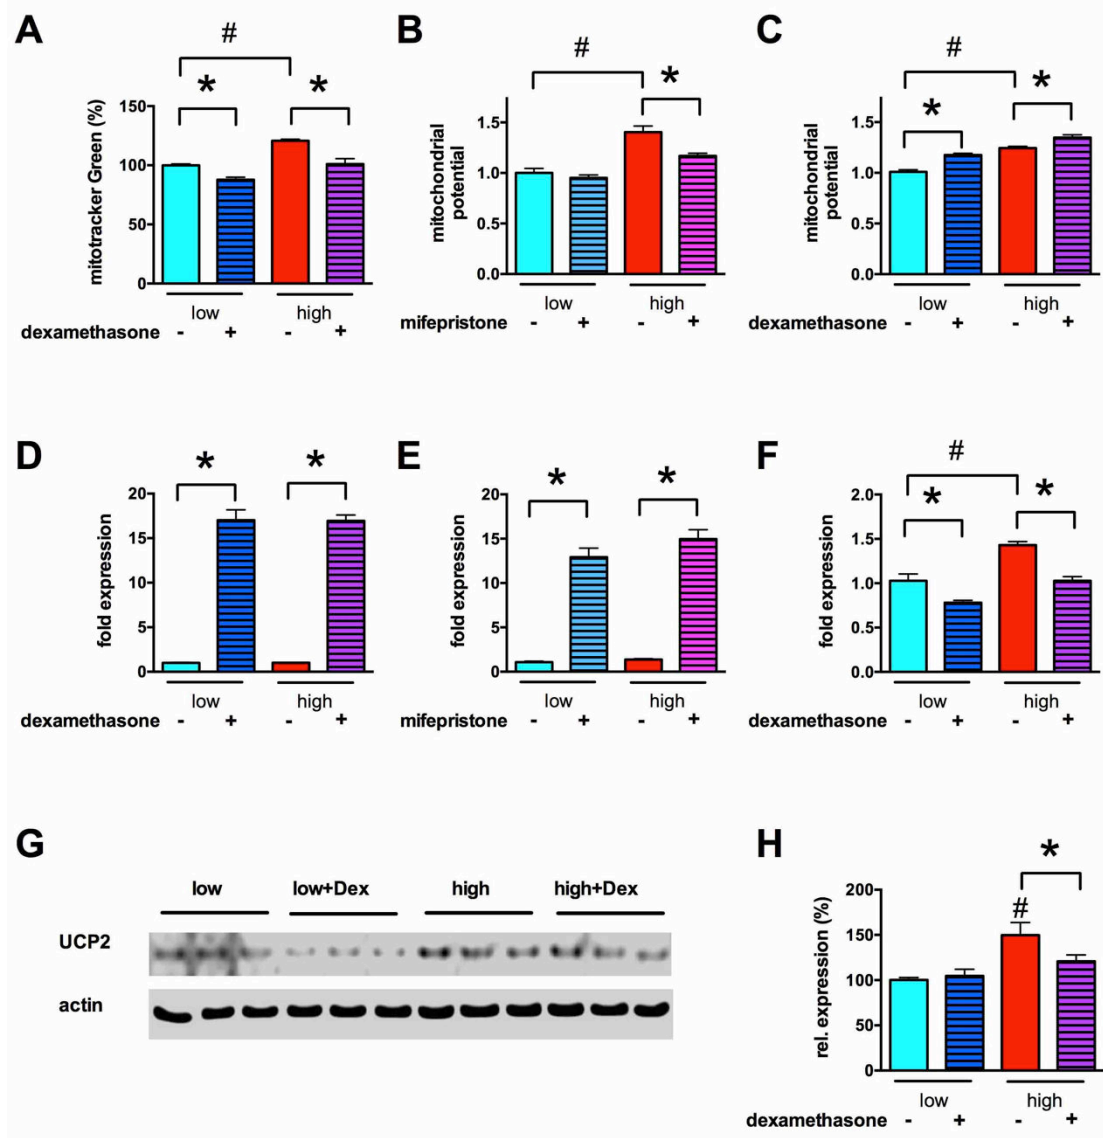 A
#
*
*
mitotracker Green (%)
150
100
50
0
low
high
dexamethasone - + - +
B
#
*
mitochondrial
potential
1.5
1.0
0.5
0.0
low
high
mifepristone - + - +
C
#
*
*
mitochondrial
potential
1.5
1.0
0.5
0.0
low
high
dexamethasone - + - +
D
*
*
fold expression
20
15
10
5
0
low
high
dexamethasone - + - +
E
*
*
fold expression
20
15
10
5
0
low
high
mifepristone - + - +
F
#
*
*
fold expression
2.0
1.5
1.0
0.5
0.0
low
high
dexamethasone - + - +
G
low low+Dex high high+Dex
UCP2
actin
H
*
#
rel. expression (%)
200
150
100
50
0
low
high
dexamethasone - + - +